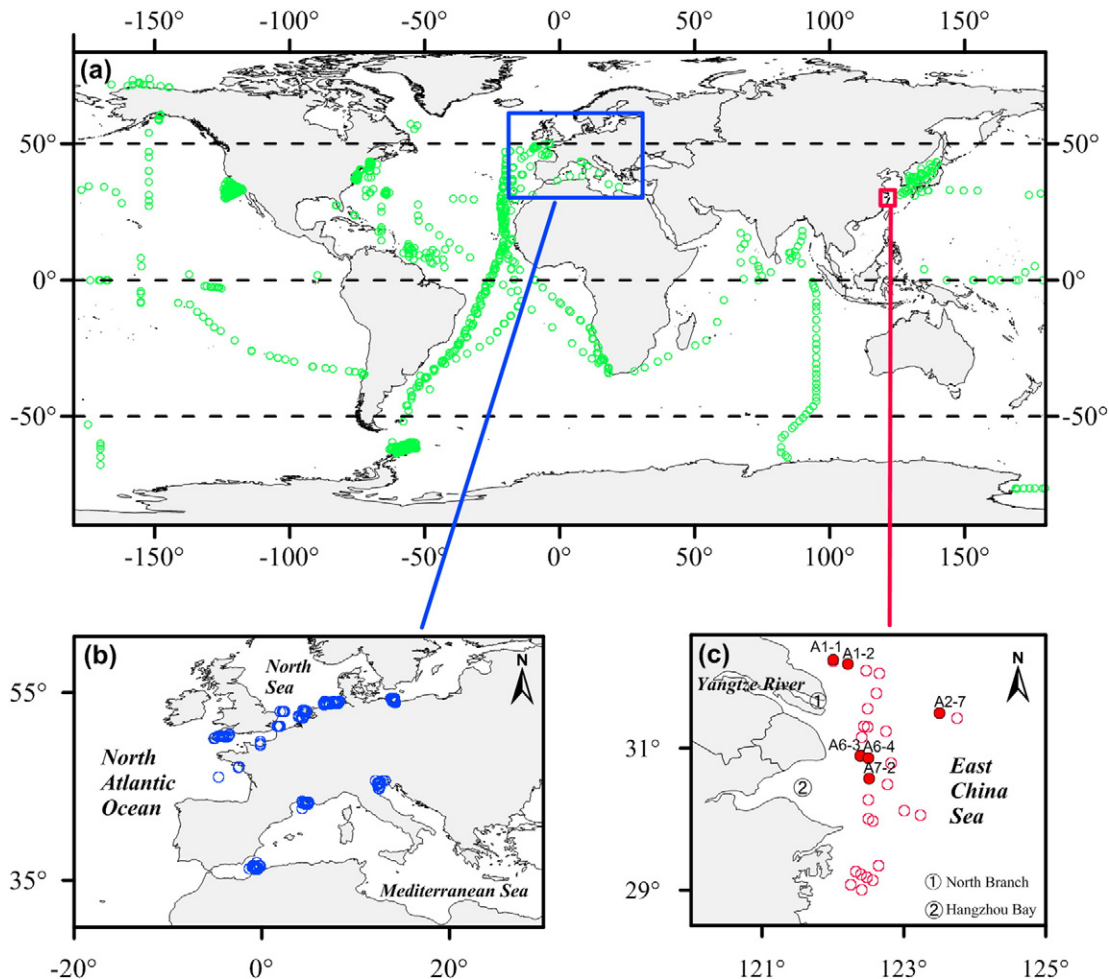 -150° -100° -50° 0° 50° 100° 150°
(a)
50° 50°
0° 0°
-50° -50°
-150° -100° -50° 0° 50° 100° 150°
(b)
North
Sea
N
55°
North
Atlantic
Ocean
35°
Mediterranean Sea
-20° 0° 20°
(c)
A1-1 A1-2
N
Yangtze River
①
A2-7
31°
A6-3 A6-4
A7-2
②
East
China
Sea
29°
① North Branch
② Hangzhou Bay
121° 123° 125°